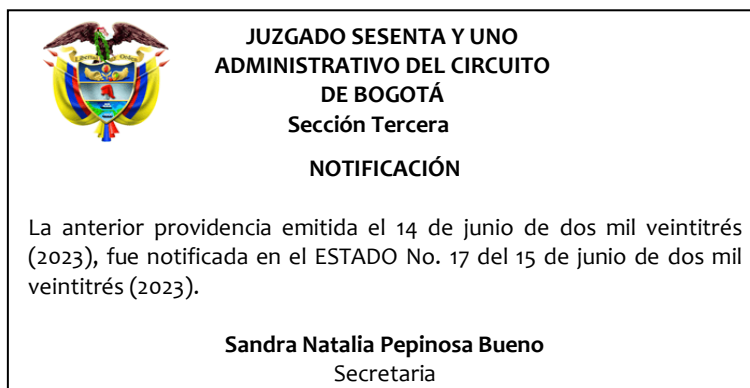 JUZGADO SESENTA Y UNO
ADMINISTRATIVO DEL CIRCUITO
DE BOGOTÁ
Sección Tercera
NOTIFICACIÓN
La anterior providencia emitida el 14 de junio de dos mil veintitrés
(2023), fue notificada en el ESTADO No. 17 del 15 de junio de dos mil
veintitrés (2023).
Sandra Natalia Pepinosa Bueno
Secretaria